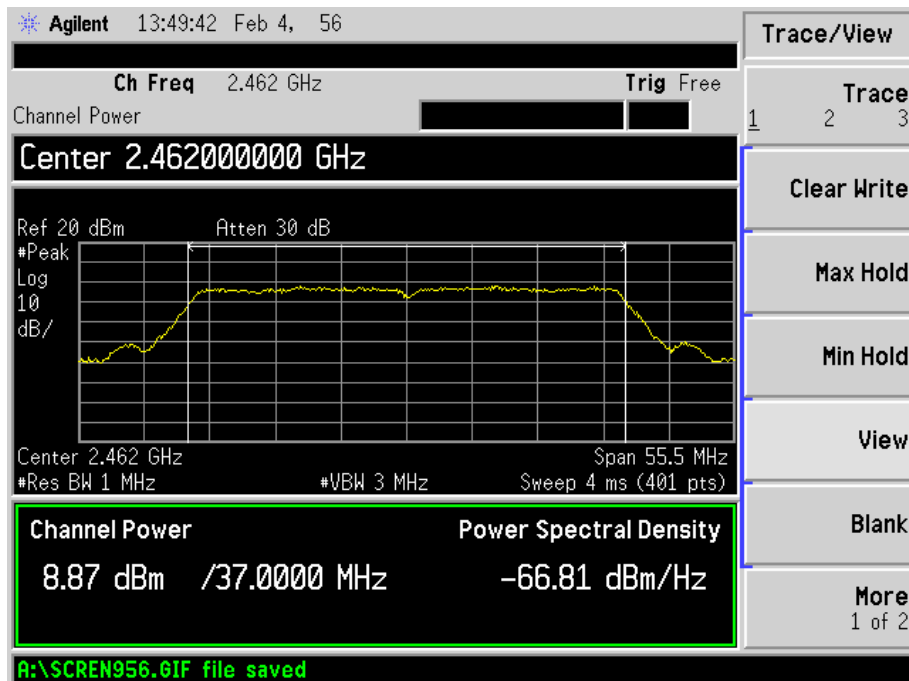 Agilent 13:49:42 Feb 4, 56
Trace/View
Ch Freq 2.462 GHz Trig Free
Channel Power
Trace
1 2 3
Center 2.462000000 GHz
Clear Write
Ref 20 dBm Atten 30 dB
#Peak
Log
10
dB/
Max Hold
Min Hold
Center 2.462 GHz Span 55.5 MHz
#Res BW 1 MHz #VBW 3 MHz Sweep 4 ms (401 pts)
View
Channel Power Power Spectral Density
8.87 dBm /37.0000 MHz -66.81 dBm/Hz
Blank
More
1 of 2
A:\SCREN956.GIF file saved